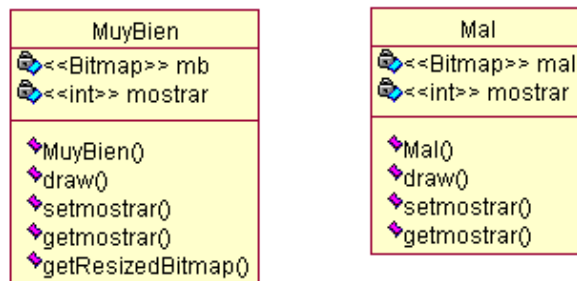 MuyBien
<<Bitmap>> mb
<<int>> mostrar
MuyBien()
draw()
setmostrar()
getmostrar()
getResizedBitmap()
Mal
<<Bitmap>> mal
<<int>> mostrar
Mal()
draw()
setmostrar()
getmostrar()